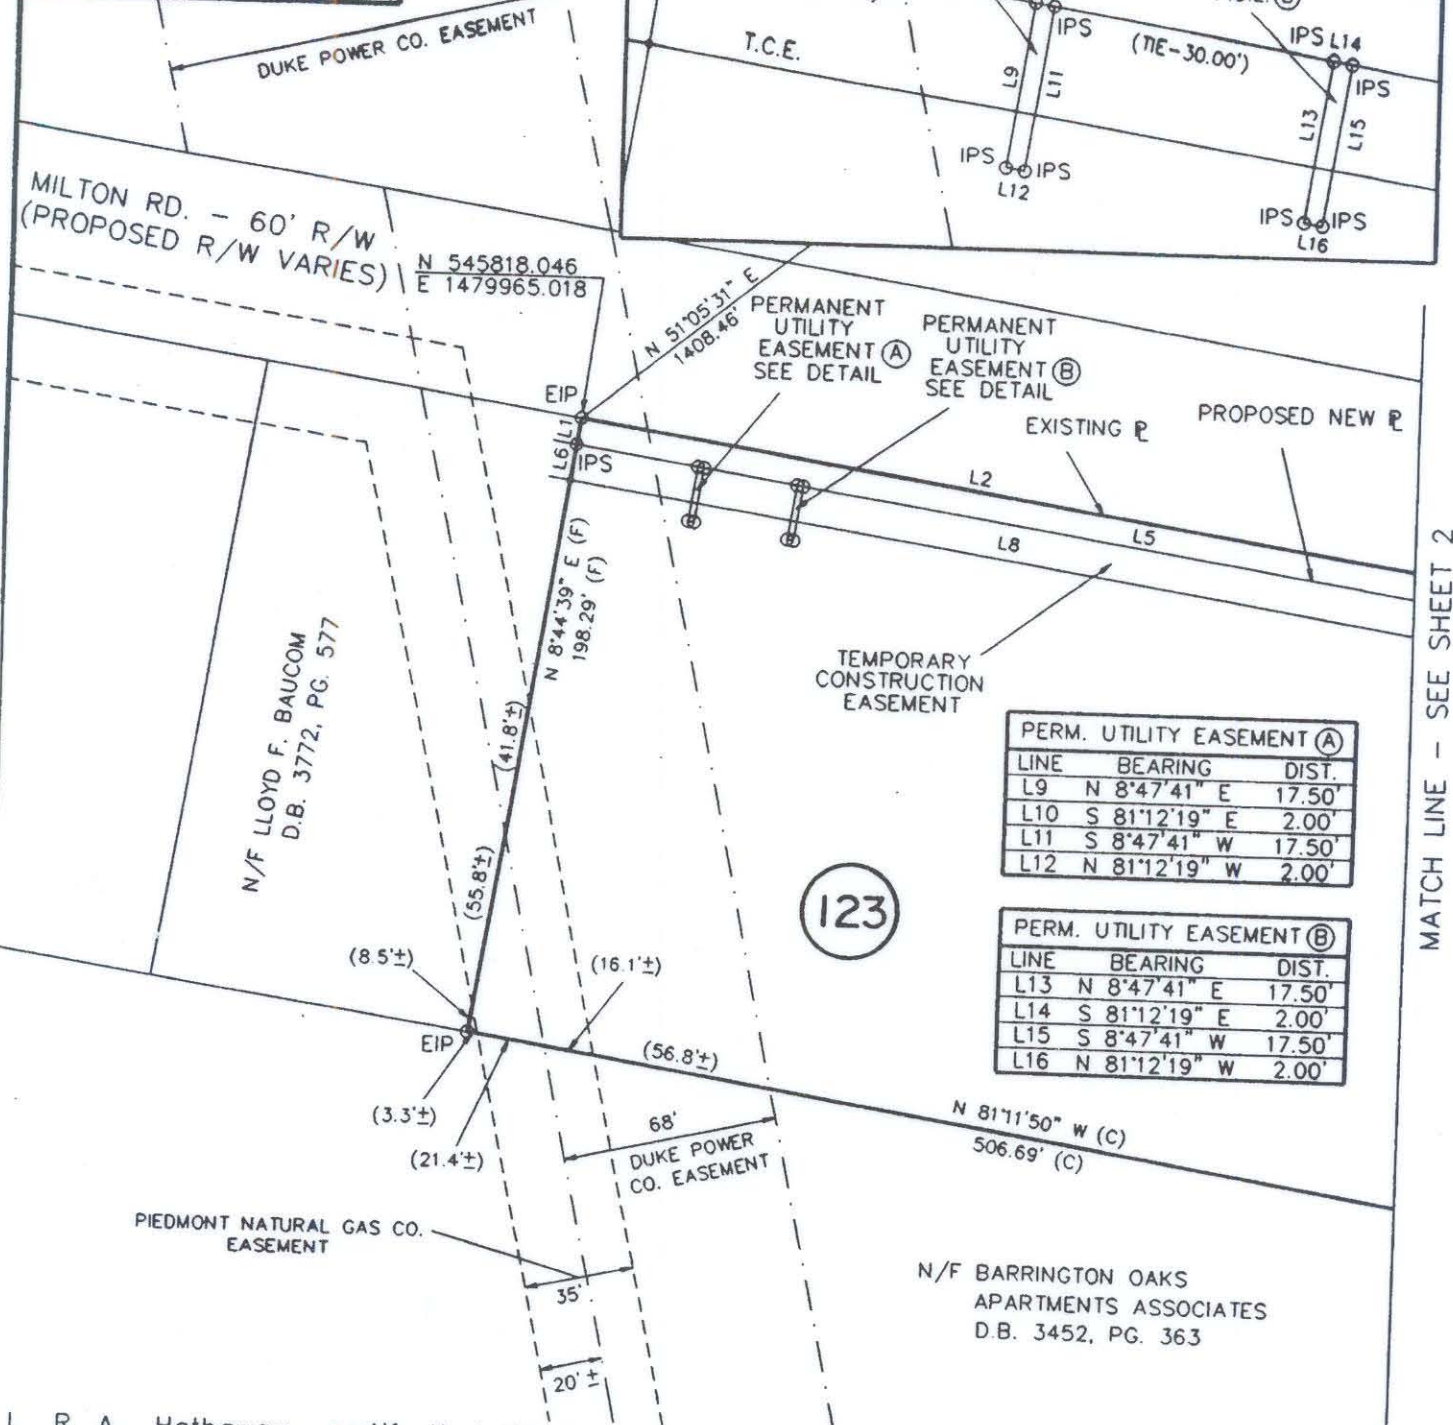 DUKE POWER CO. EASEMENT
T.C.E.
L9
L11
IPS
(TIE-30.00')
IPS L14
IPS
L13
L15
IPS
IPS
L12
IPS
IPS
L16
MILTON RD. - 60' R/W
(PROPOSED R/W VARIES)
N 545818.046
E 1479965.018
N 51°05'31" E
1408.46'
PERMANENT
UTILITY
EASEMENT (A)
SEE DETAIL
PERMANENT
UTILITY
EASEMENT (B)
SEE DETAIL
EXISTING ℞
PROPOSED NEW ℞
EIP
L1
L6
IPS
L2
L5
L8
N 8°44'39" E (F)
198.29' (F)
TEMPORARY
CONSTRUCTION
EASEMENT
N/F LLOYD F. BAUCOM
D.B. 3772, PG. 577
(41.8'±)
(55.8'±)
PERM. UTILITY EASEMENT (A)
LINE BEARING DIST.
L9 N 8°47'41" E 17.50'
L10 S 81°12'19" E 2.00'
L11 S 8°47'41" W 17.50'
L12 N 81°12'19" W 2.00'
123
PERM. UTILITY EASEMENT (B)
LINE BEARING DIST.
L13 N 8°47'41" E 17.50'
L14 S 81°12'19" E 2.00'
L15 S 8°47'41" W 17.50'
L16 N 81°12'19" W 2.00'
MATCH LINE - SEE SHEET 2
(8.5'±)
(16.1'±)
EIP
(56.8'±)
(3.3'±)
(21.4'±)
68'
DUKE POWER
CO. EASEMENT
N 81°11'50" W (C)
506.69' (C)
PIEDMONT NATURAL GAS CO.
EASEMENT
35'
20' ±
N/F BARRINGTON OAKS
APARTMENTS ASSOCIATES
D.B. 3452, PG. 363